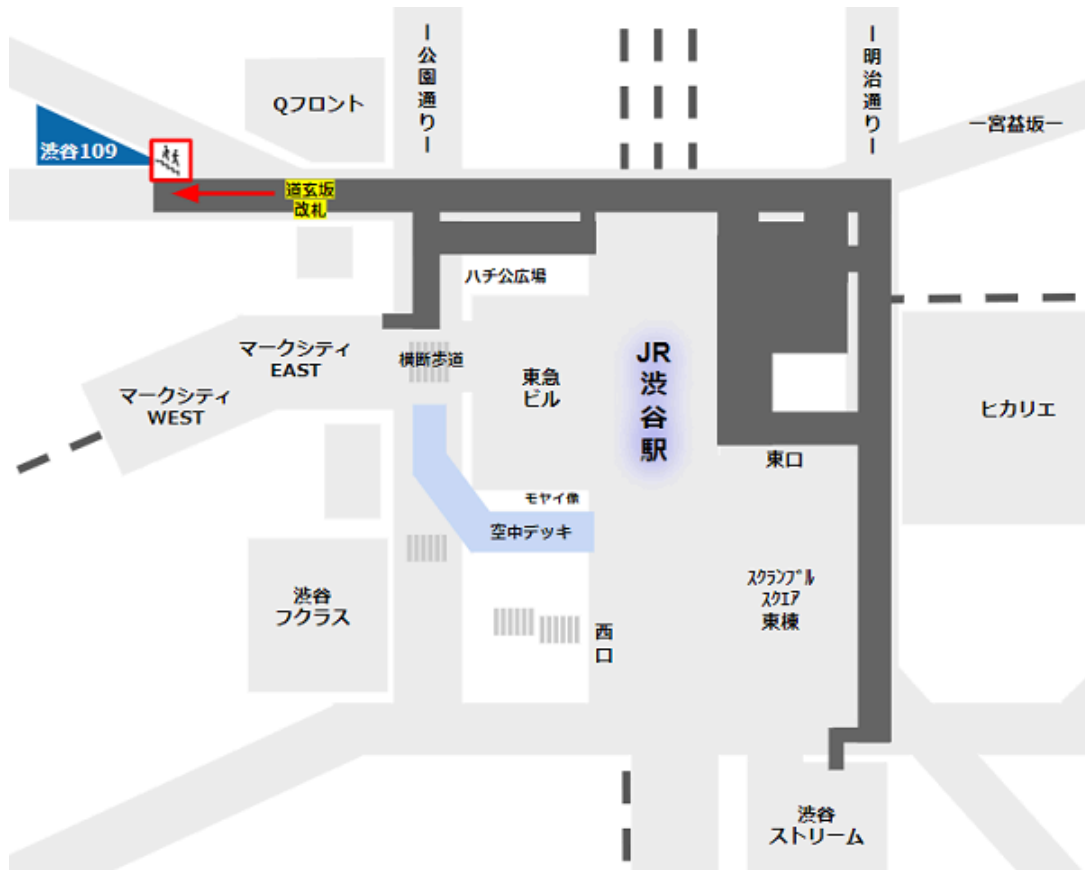 ー公園通りー
ー明治通りー
Qフロント
ー宮益坂ー
渋谷109
道玄坂
改札
ハチ公広場
マークシティ
EAST
横断歩道
マークシティ
WEST
東急
ビル
JR渋谷駅
ヒカリエ
東口
モヤイ像
空中デッキ
渋谷
フクラス
スクランブル
スクエア
東棟
西口
渋谷
ストリーム